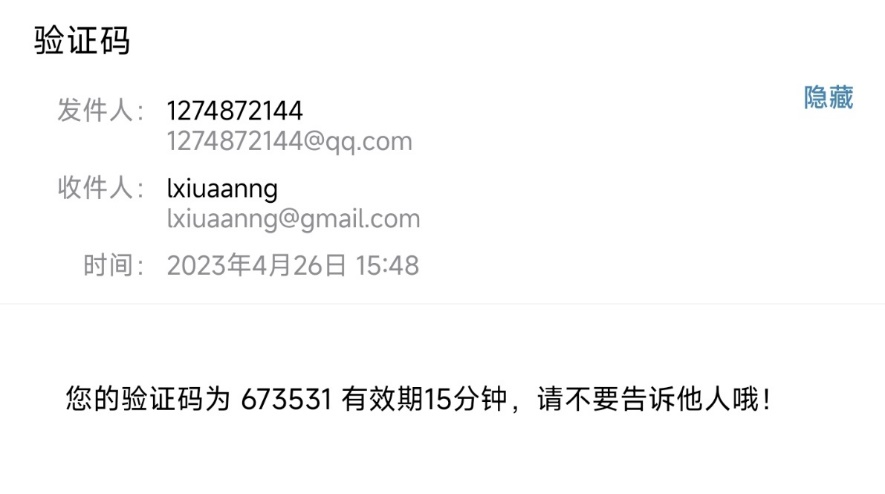 验证码
隐藏
发件人： 1274872144
1274872144@qq.com
收件人： lxiuaanng
lxiuaanng@gmail.com
时间： 2023年4月26日 15:48
您的验证码为 673531 有效期15分钟，请不要告诉他人哦！